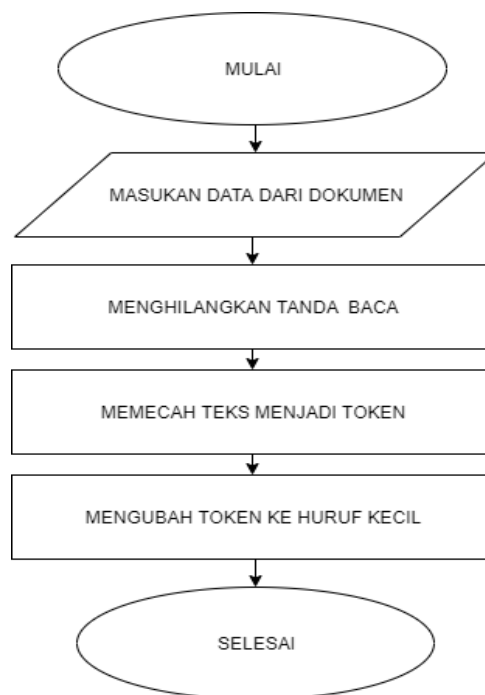 MULAI
MASUKAN DATA DARI DOKUMEN
MENGHILANGKAN TANDA BACA
MEMECAH TEKS MENJADI TOKEN
MENGUBAH TOKEN KE HURUF KECIL
SELESAI